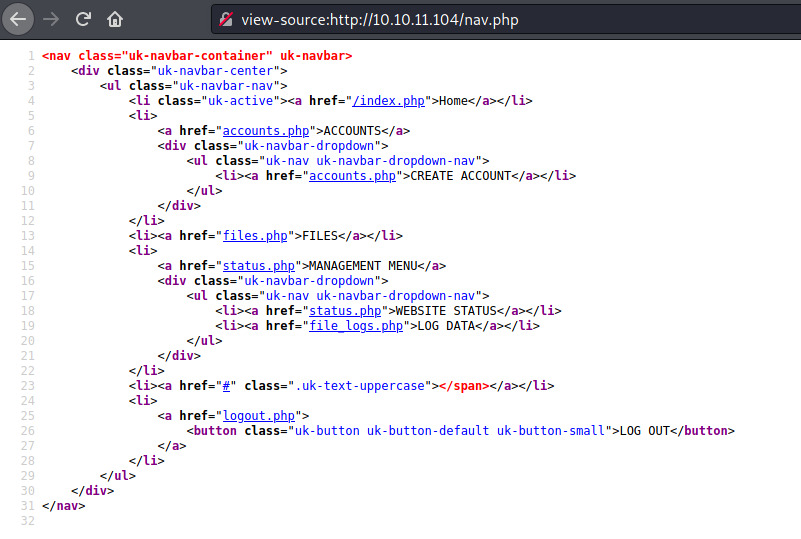 view-source:http://10.10.11.104/nav.php
1 <nav class="uk-navbar-container" uk-navbar>
2     <div class="uk-navbar-center">
3         <ul class="uk-navbar-nav">
4             <li class="uk-active"><a href="/index.php">Home</a></li>
5             <li>
6                 <a href="accounts.php">ACCOUNTS</a>
7                 <div class="uk-navbar-dropdown">
8                     <ul class="uk-nav uk-navbar-dropdown-nav">
9                         <li><a href="accounts.php">CREATE ACCOUNT</a></li>
10                     </ul>
11                 </div>
12             </li>
13             <li><a href="files.php">FILES</a></li>
14             <li>
15                 <a href="status.php">MANAGEMENT MENU</a>
16                 <div class="uk-navbar-dropdown">
17                     <ul class="uk-nav uk-navbar-dropdown-nav">
18                         <li><a href="status.php">WEBSITE STATUS</a></li>
19                         <li><a href="file_logs.php">LOG DATA</a></li>
20                     </ul>
21                 </div>
22             </li>
23             <li><a href="#" class=".uk-text-uppercase"></span></a></li>
24             <li>
25                 <a href="logout.php">
26                     <button class="uk-button uk-button-default uk-button-small">LOG OUT</button>
27                 </a>
28             </li>
29         </ul>
30     </div>
31 </nav>
32